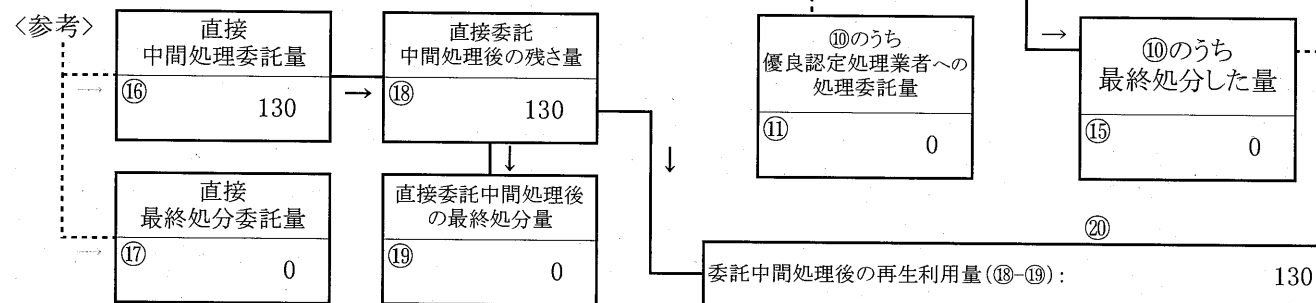 〈参考〉
直接
中間処理委託量
⑯
130
→
直接委託
中間処理後の残さ量
⑱
130
⑩のうち
優良認定処理業者への
処理委託量
⑪
0
→
⑩のうち
最終処分した量
⑮
0
→
↓
↓
直接
最終処分委託量
⑰
0
→
直接委託中間処理後
の最終処分量
⑲
0
⑳
委託中間処理後の再生利用量(⑱-⑲): 130